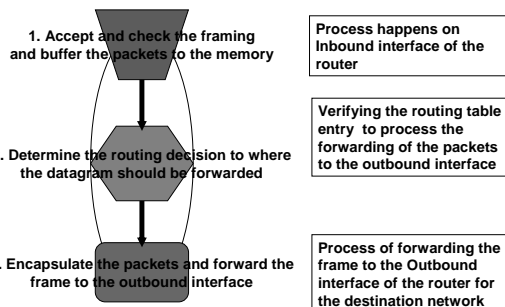 1. Accept and check the framing
and buffer the packets to the memory
Process happens on
Inbound interface of the
router
. Determine the routing decision to where
the datagram should be forwarded
Verifying the routing table
entry to process the
forwarding of the packets
to the outbound interface
. Encapsulate the packets and forward the
frame to the outbound interface
Process of forwarding the
frame to the Outbound
interface of the router for
the destination network